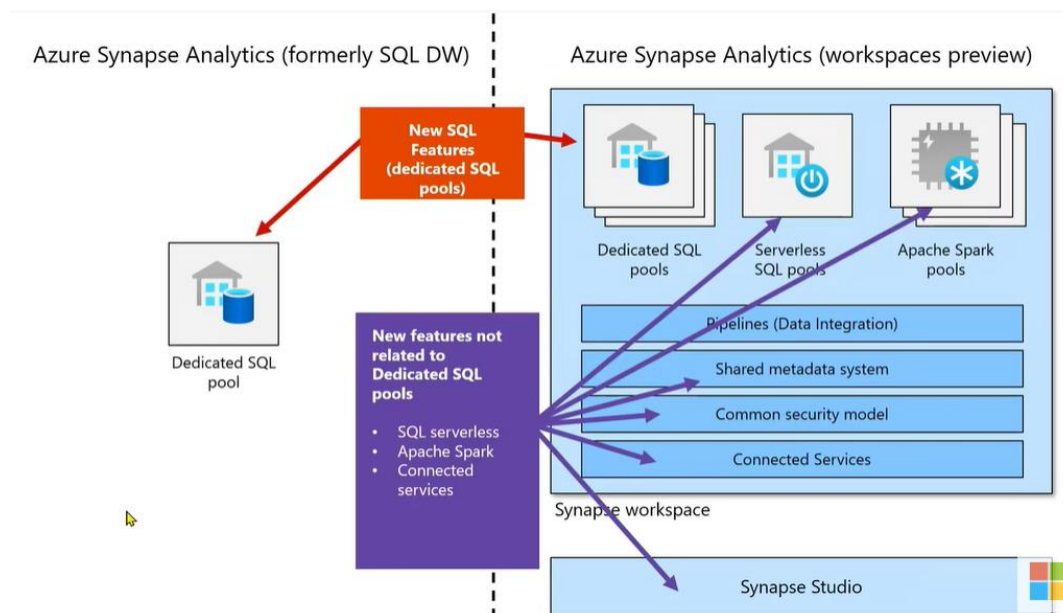 Azure Synapse Analytics (formerly SQL DW)
Azure Synapse Analytics (workspaces preview)
New SQL
Features
(dedicated SQL
pools)
Dedicated SQL
pools
Serverless
SQL pools
Apache Spark
pools
Dedicated SQL
pool
New features not
related to
Dedicated SQL
pools
• SQL serverless
• Apache Spark
• Connected
services
Pipelines (Data Integration)
Shared metadata system
Common security model
Connected Services
Synapse workspace
Synapse Studio